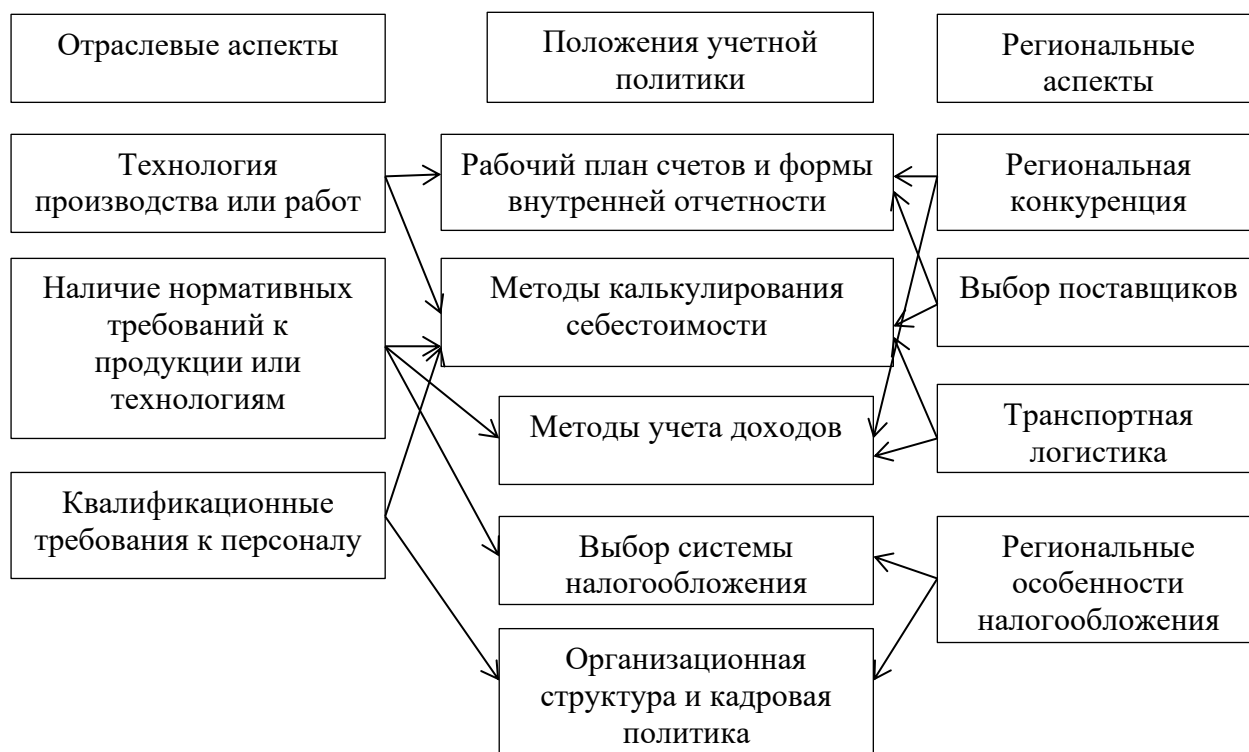 Отраслевые аспекты
Положения учетной
политики
Региональные
аспекты
Технология
производства или работ
Рабочий план счетов и формы
внутренней отчетности
Региональная
конкуренция
Наличие нормативных
требований к
продукции или
технологиям
Методы калькулирования
себестоимости
Выбор поставщиков
Методы учета доходов
Транспортная
логистика
Квалификационные
требования к персоналу
Выбор системы
налогообложения
Региональные
особенности
налогообложения
Организационная
структура и кадровая
политика